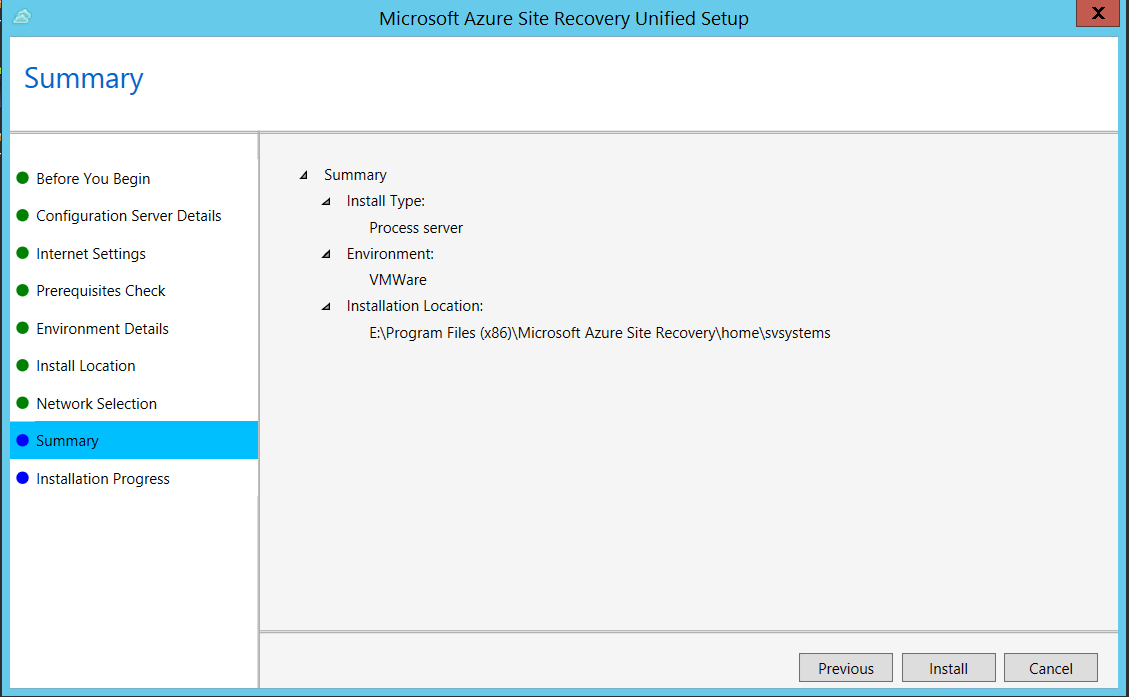 Microsoft Azure Site Recovery Unified Setup
X
Summary
Before You Begin
Configuration Server Details
Internet Settings
Prerequisites Check
Environment Details
Install Location
Network Selection
Summary
Installation Progress
Summary
Install Type:
Process server
Environment:
VMWare
Installation Location:
E:\Program Files (x86)\Microsoft Azure Site Recovery\home\svsystems
Previous
Install
Cancel